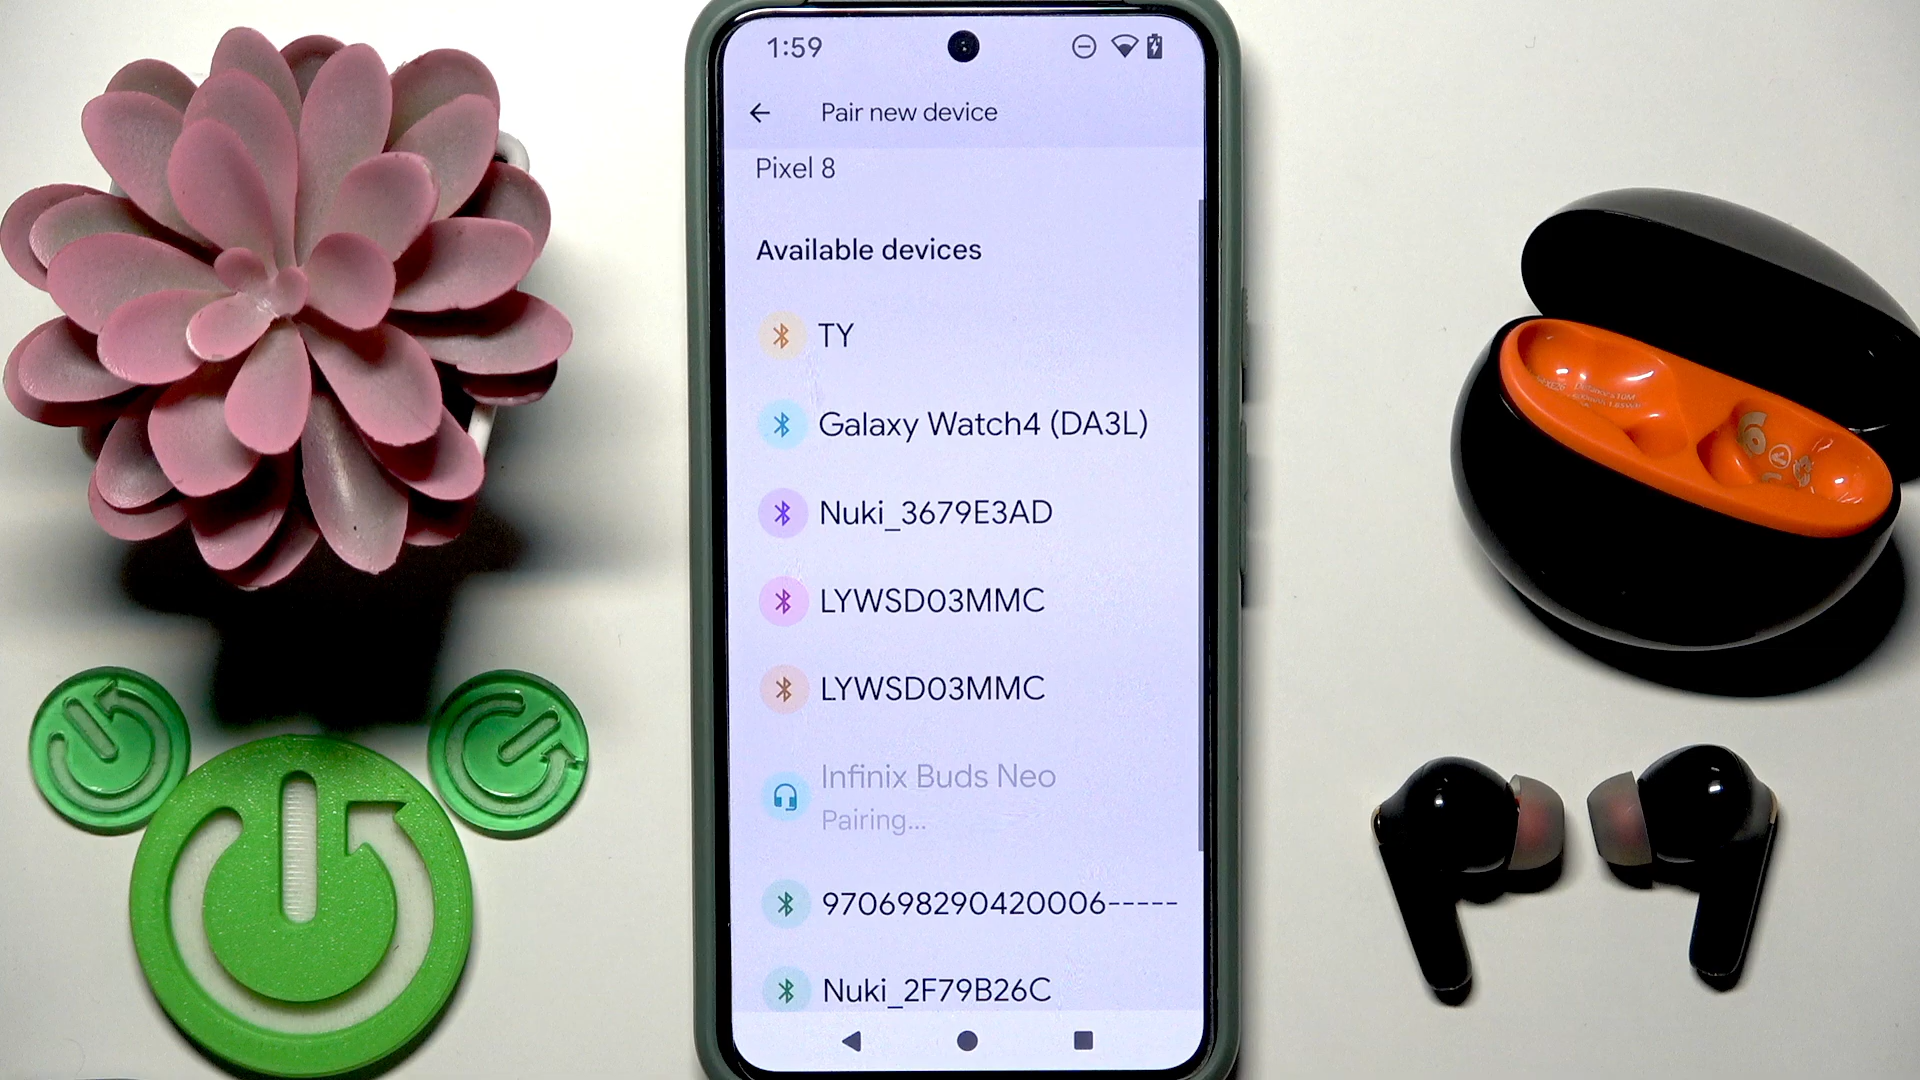 1:59
Pair new device
Pixel 8
Available devices
TY
Galaxy Watch4 (DA3L)
Nuki_3679E3AD
LYWSD03MMC
LYWSD03MMC
Infinix Buds Neo
Pairing...
970698290420006-----
Nuki_2F79B26C